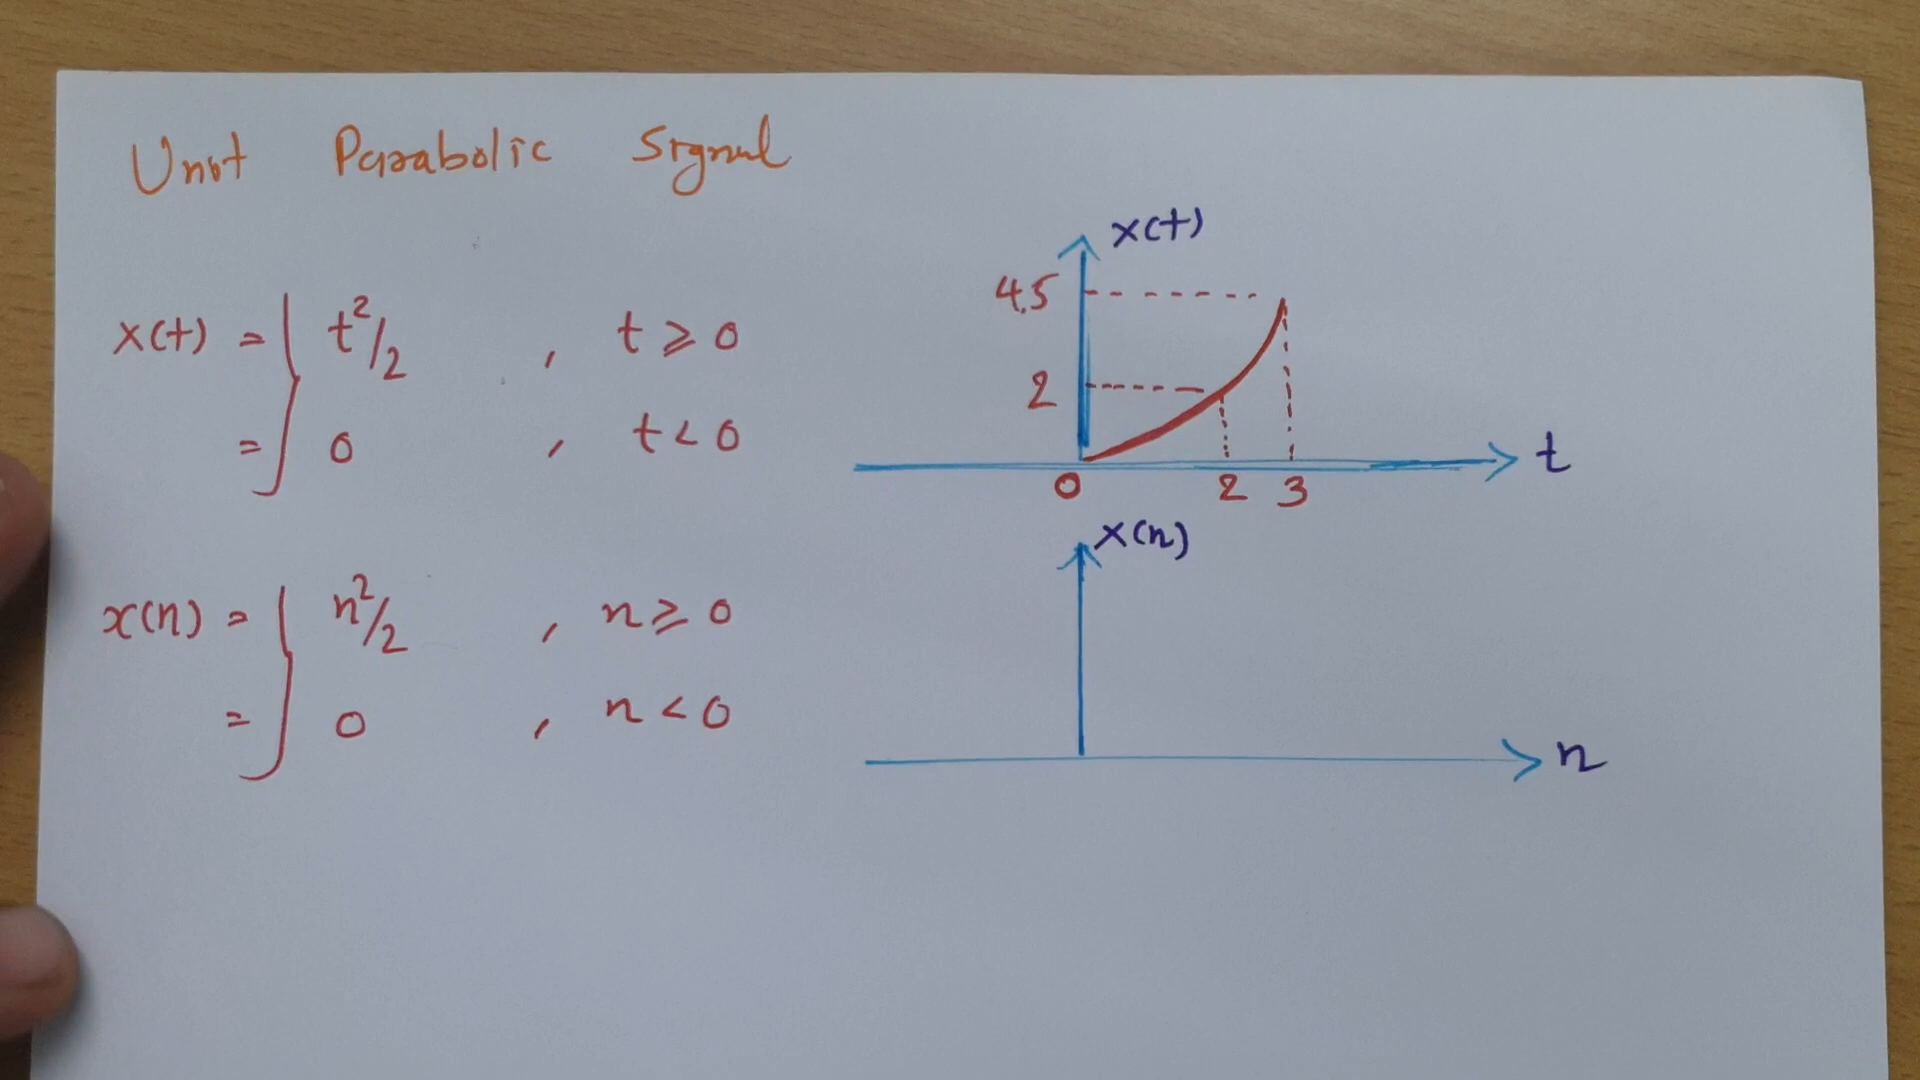 Unit Parabolic Signal
x(t) = { t²/2 , t ≥ 0
= 0 , t < 0
x(t)
4.5
2
0 2 3 t
x(n) = { n²/2 , n ≥ 0
= 0 , n < 0
x(n)
n